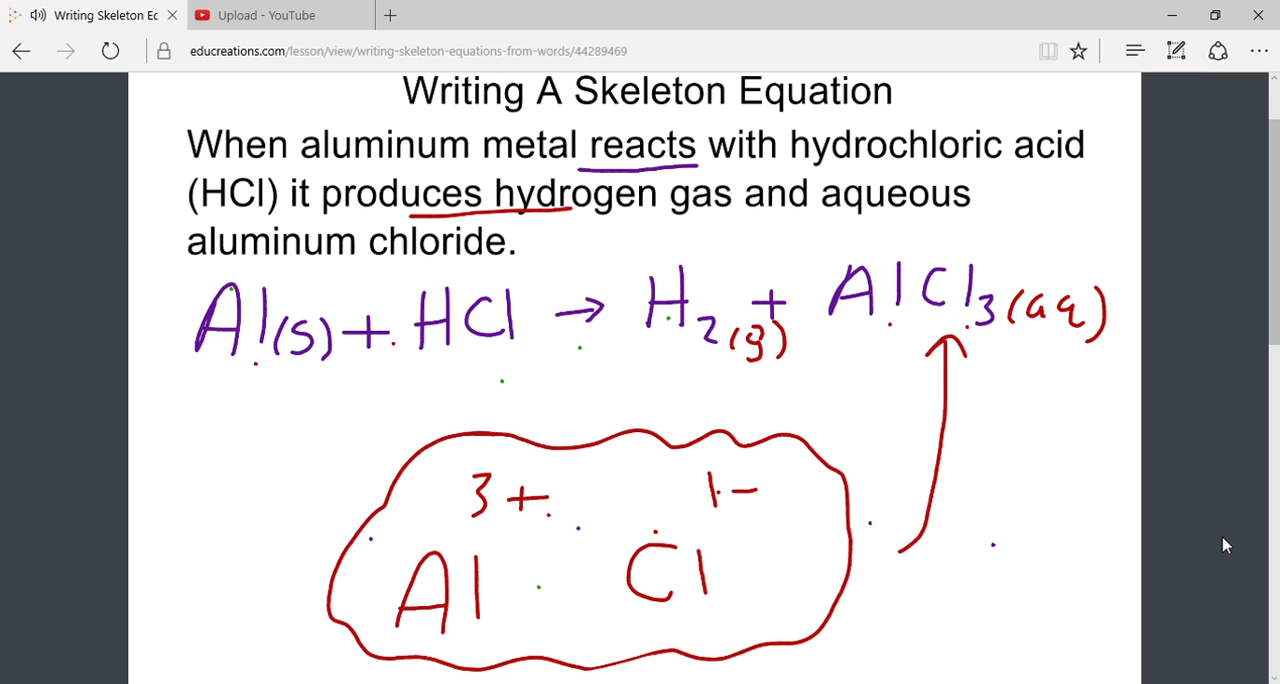 Writing Skeleton Ec
Upload - YouTube
educreations.com/lesson/view/writing-skeleton-equations-from-words/44289469
Writing A Skeleton Equation
When aluminum metal reacts with hydrochloric acid
(HCl) it produces hydrogen gas and aqueous
aluminum chloride.
Al(s) + HCl → H2(g) + AlCl3(aq)
3+ 1-
Al Cl